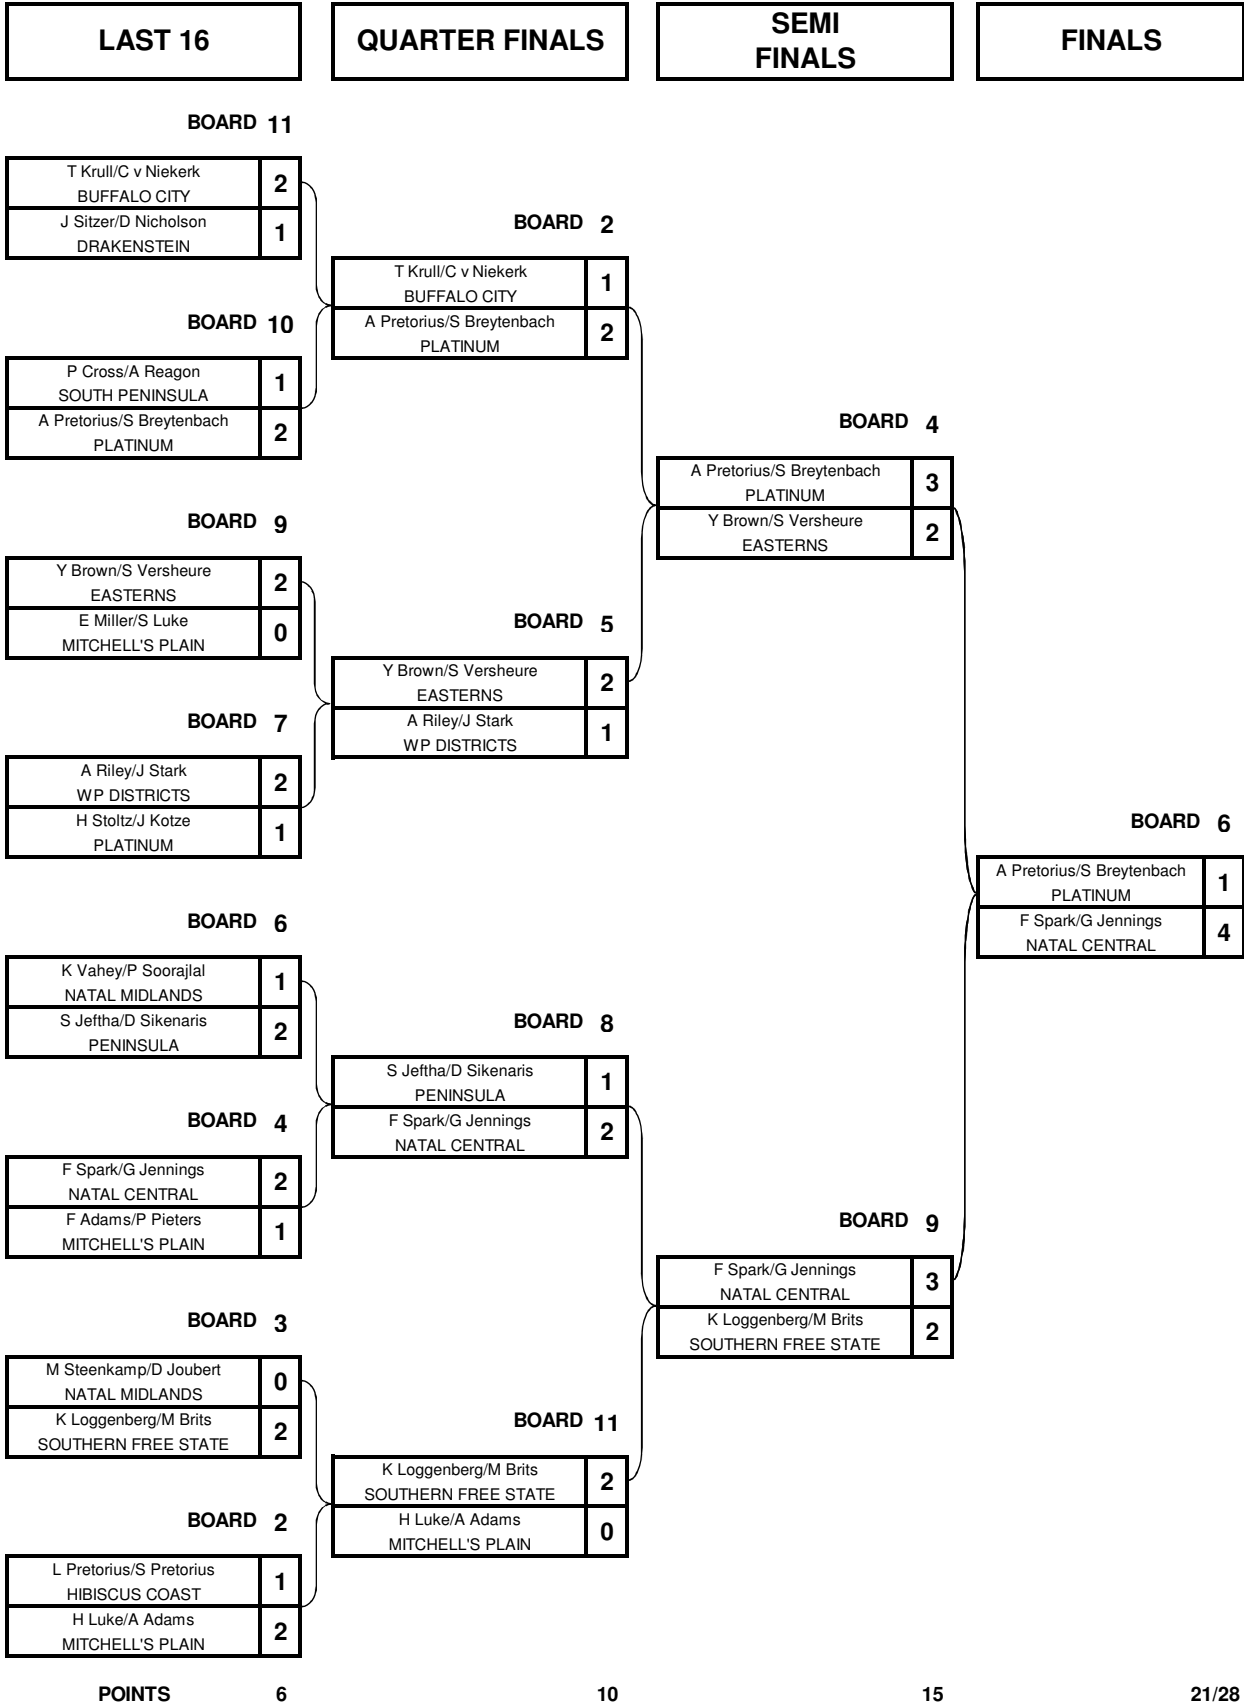 LAST 16
QUARTER FINALS
SEMI
FINALS
FINALS
BOARD 11
T Krull/C v Niekerk 2
BUFFALO CITY
J Sitzer/D Nicholson 1
DRAKENSTEIN
BOARD 10
P Cross/A Reagon 1
SOUTH PENINSULA
A Pretorius/S Breytenbach 2
PLATINUM
BOARD 9
Y Brown/S Versheure 2
EASTERNS
E Miller/S Luke 0
MITCHELL'S PLAIN
BOARD 7
A Riley/J Stark 2
WP DISTRICTS
H Stoltz/J Kotze 1
PLATINUM
BOARD 6
K Vahey/P Soorajlal 1
NATAL MIDLANDS
S Jeftha/D Sikenaris 2
PENINSULA
BOARD 4
F Spark/G Jennings 2
NATAL CENTRAL
F Adams/P Pieters 1
MITCHELL'S PLAIN
BOARD 3
M Steenkamp/D Joubert 0
NATAL MIDLANDS
K Loggenberg/M Brits 2
SOUTHERN FREE STATE
BOARD 2
L Pretorius/S Pretorius 1
HIBISCUS COAST
H Luke/A Adams 2
MITCHELL'S PLAIN
BOARD 2
T Krull/C v Niekerk 1
BUFFALO CITY
A Pretorius/S Breytenbach 2
PLATINUM
BOARD 5
Y Brown/S Versheure 2
EASTERNS
A Riley/J Stark 1
WP DISTRICTS
BOARD 8
S Jeftha/D Sikenaris 1
PENINSULA
F Spark/G Jennings 2
NATAL CENTRAL
BOARD 11
K Loggenberg/M Brits 2
SOUTHERN FREE STATE
H Luke/A Adams 0
MITCHELL'S PLAIN
BOARD 4
A Pretorius/S Breytenbach 3
PLATINUM
Y Brown/S Versheure 2
EASTERNS
BOARD 9
F Spark/G Jennings 3
NATAL CENTRAL
K Loggenberg/M Brits 2
SOUTHERN FREE STATE
BOARD 6
A Pretorius/S Breytenbach 1
PLATINUM
F Spark/G Jennings 4
NATAL CENTRAL
POINTS 6 10 15 21/28